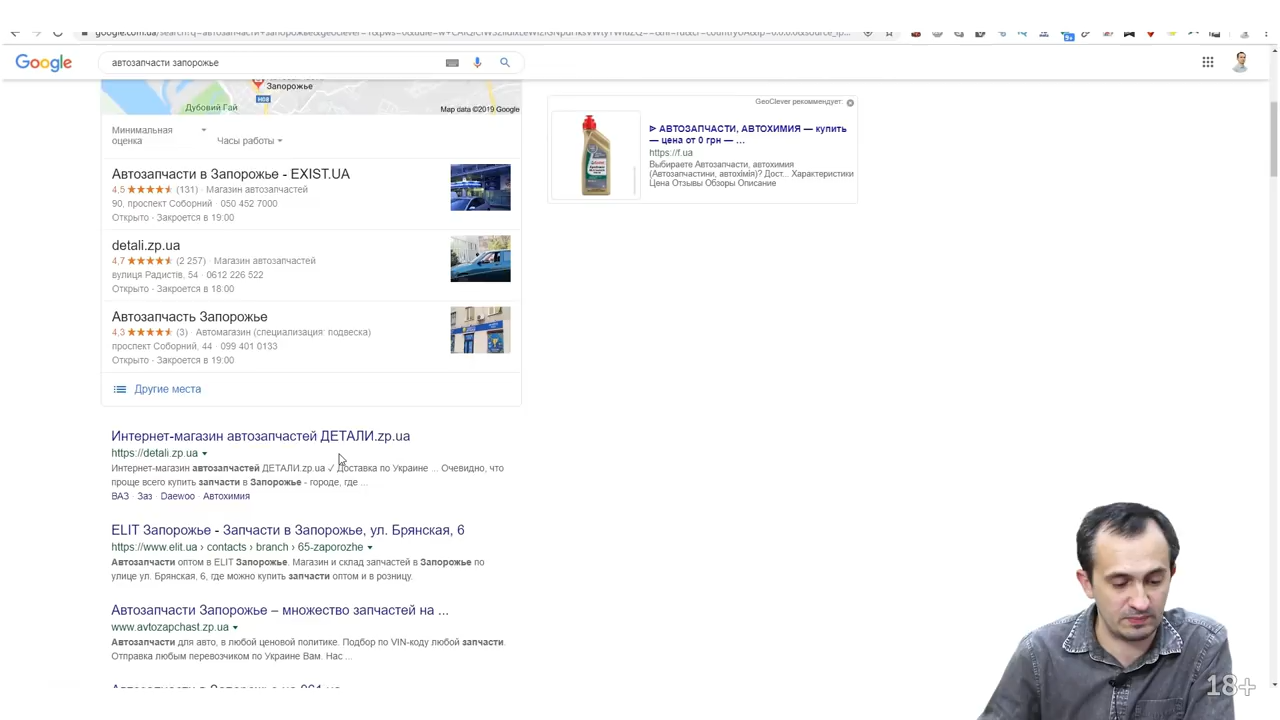 Google
автозапчасти запорожье
Запорожье
Н08
Дубовий Гай
Map data ©2019 Google
Минимальная
оценка
Часы работы
Автозапчасти в Запорожье - EXIST.UA
4,5 (131) · Магазин автозапчастей
90, проспект Соборний · 050 452 7000
Открыто · Закроется в 19:00
detali.zp.ua
4,7 (2 257) · Магазин автозапчастей
вулиця Радистів, 54 · 0612 226 522
Открыто · Закроется в 18:00
Автозапчасть Запорожье
4,3 (3) · Автомагазин (специализация: подвеска)
проспект Соборний, 44 · 099 401 0133
Открыто · Закроется в 19:00
Другие места
Интернет-магазин автозапчастей ДЕТАЛИ.zp.ua
https://detali.zp.ua
Интернет-магазин автозапчастей ДЕТАЛИ.zp.ua ✓ Доставка по Украине ... Очевидно, что
проще всего купить запчасти в Запорожье - городе, где ...
ВАЗ · Заз · Daewoo · Автохимия
ELIT Запорожье - Запчасти в Запорожье, ул. Брянская, 6
https://www.elit.ua › contacts › branch › 65-zaporozhe
Автозапчасти оптом в ELIT Запорожье. Магазин и склад запчастей в Запорожье по
улице ул. Брянская, 6, где можно купить запчасти оптом и в розницу.
Автозапчасти Запорожье – множество запчастей на ...
www.avtozapchast.zp.ua
Автозапчасти для авто, в любой ценовой политике. Подбор по VIN-коду любой запчасти.
Отправка любым перевозчиком по Украине Вам. Нас ...
GeoClever рекомендует:
ᐉ АВТОЗАПЧАСТИ, АВТОХИМИЯ — купить
— цена от 0 грн — ...
https://f.ua
Выбираете Автозапчасти, автохимия
(Автозапчастини, автохімія)? Дост... Характеристики
Цена Отзывы Обзоры Описание
18+